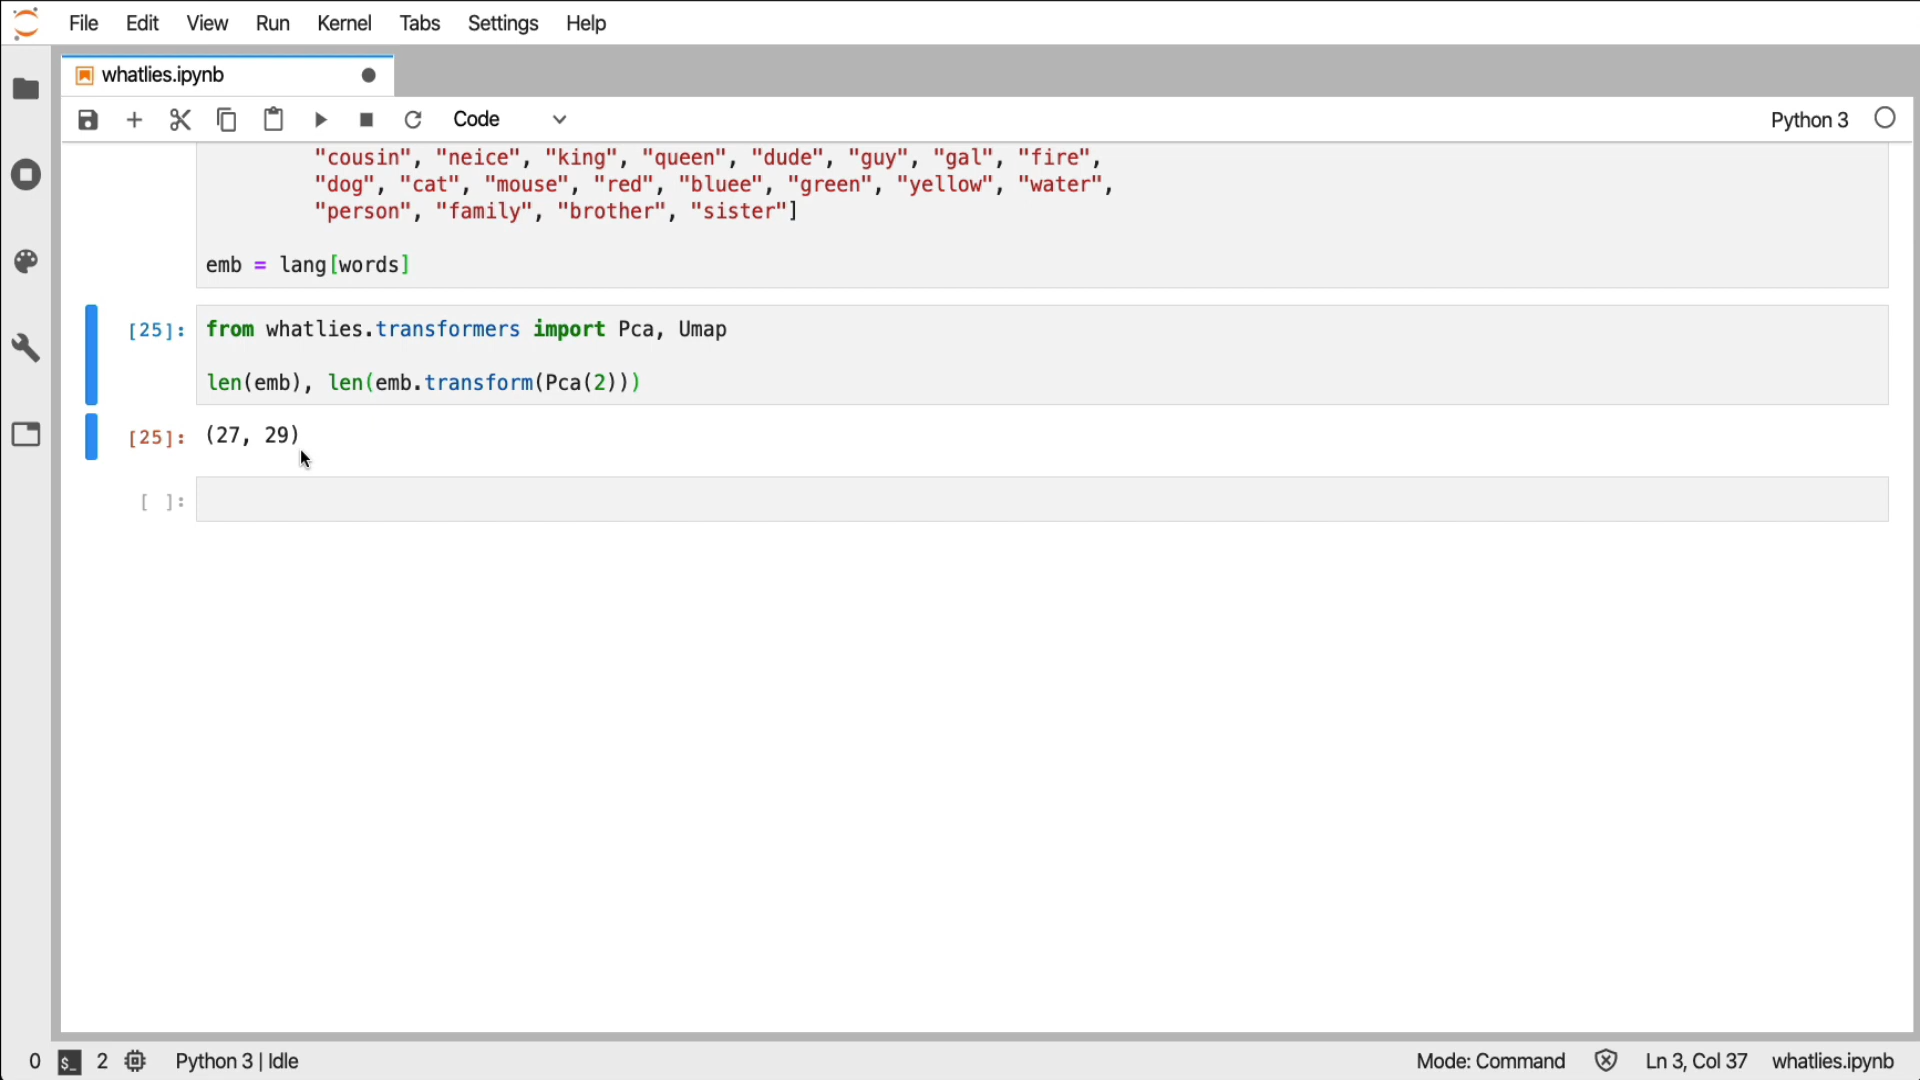 File Edit View Run Kernel Tabs Settings Help
whatlies.ipynb
Code
Python 3
"cousin", "neice", "king", "queen", "dude", "guy", "gal", "fire",
"dog", "cat", "mouse", "red", "bluee", "green", "yellow", "water",
"person", "family", "brother", "sister"]
emb = lang[words]
[25]: from whatlies.transformers import Pca, Umap
len(emb), len(emb.transform(Pca(2)))
[25]: (27, 29)
[ ]:
0 $_ 2 Python 3 | Idle Mode: Command Ln 3, Col 37 whatlies.ipynb